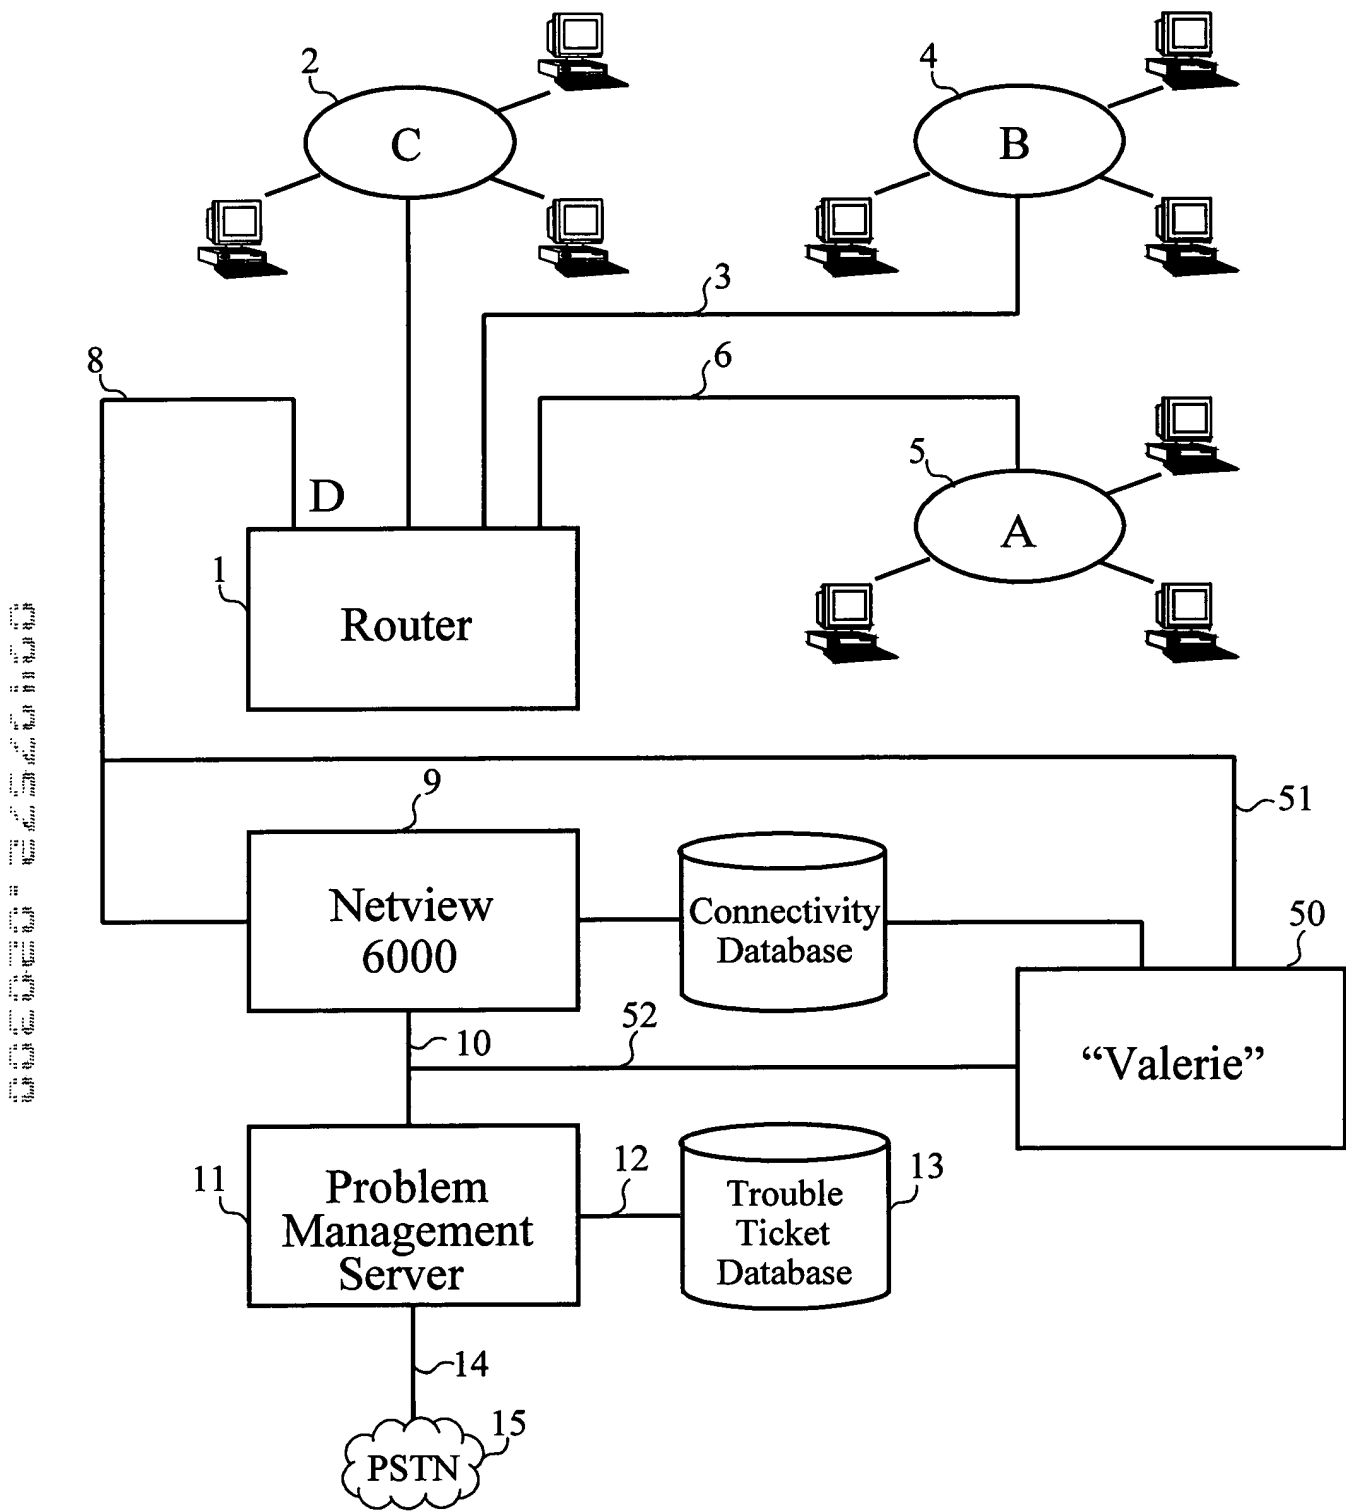 2
C
4
B
3
8
6
D
5
A
1
Router
9
51
Netview
6000
Connectivity
Database
50
10
52
“Valerie”
11
Problem
Management
Server
12
Trouble
Ticket
Database
13
14
15
PSTN